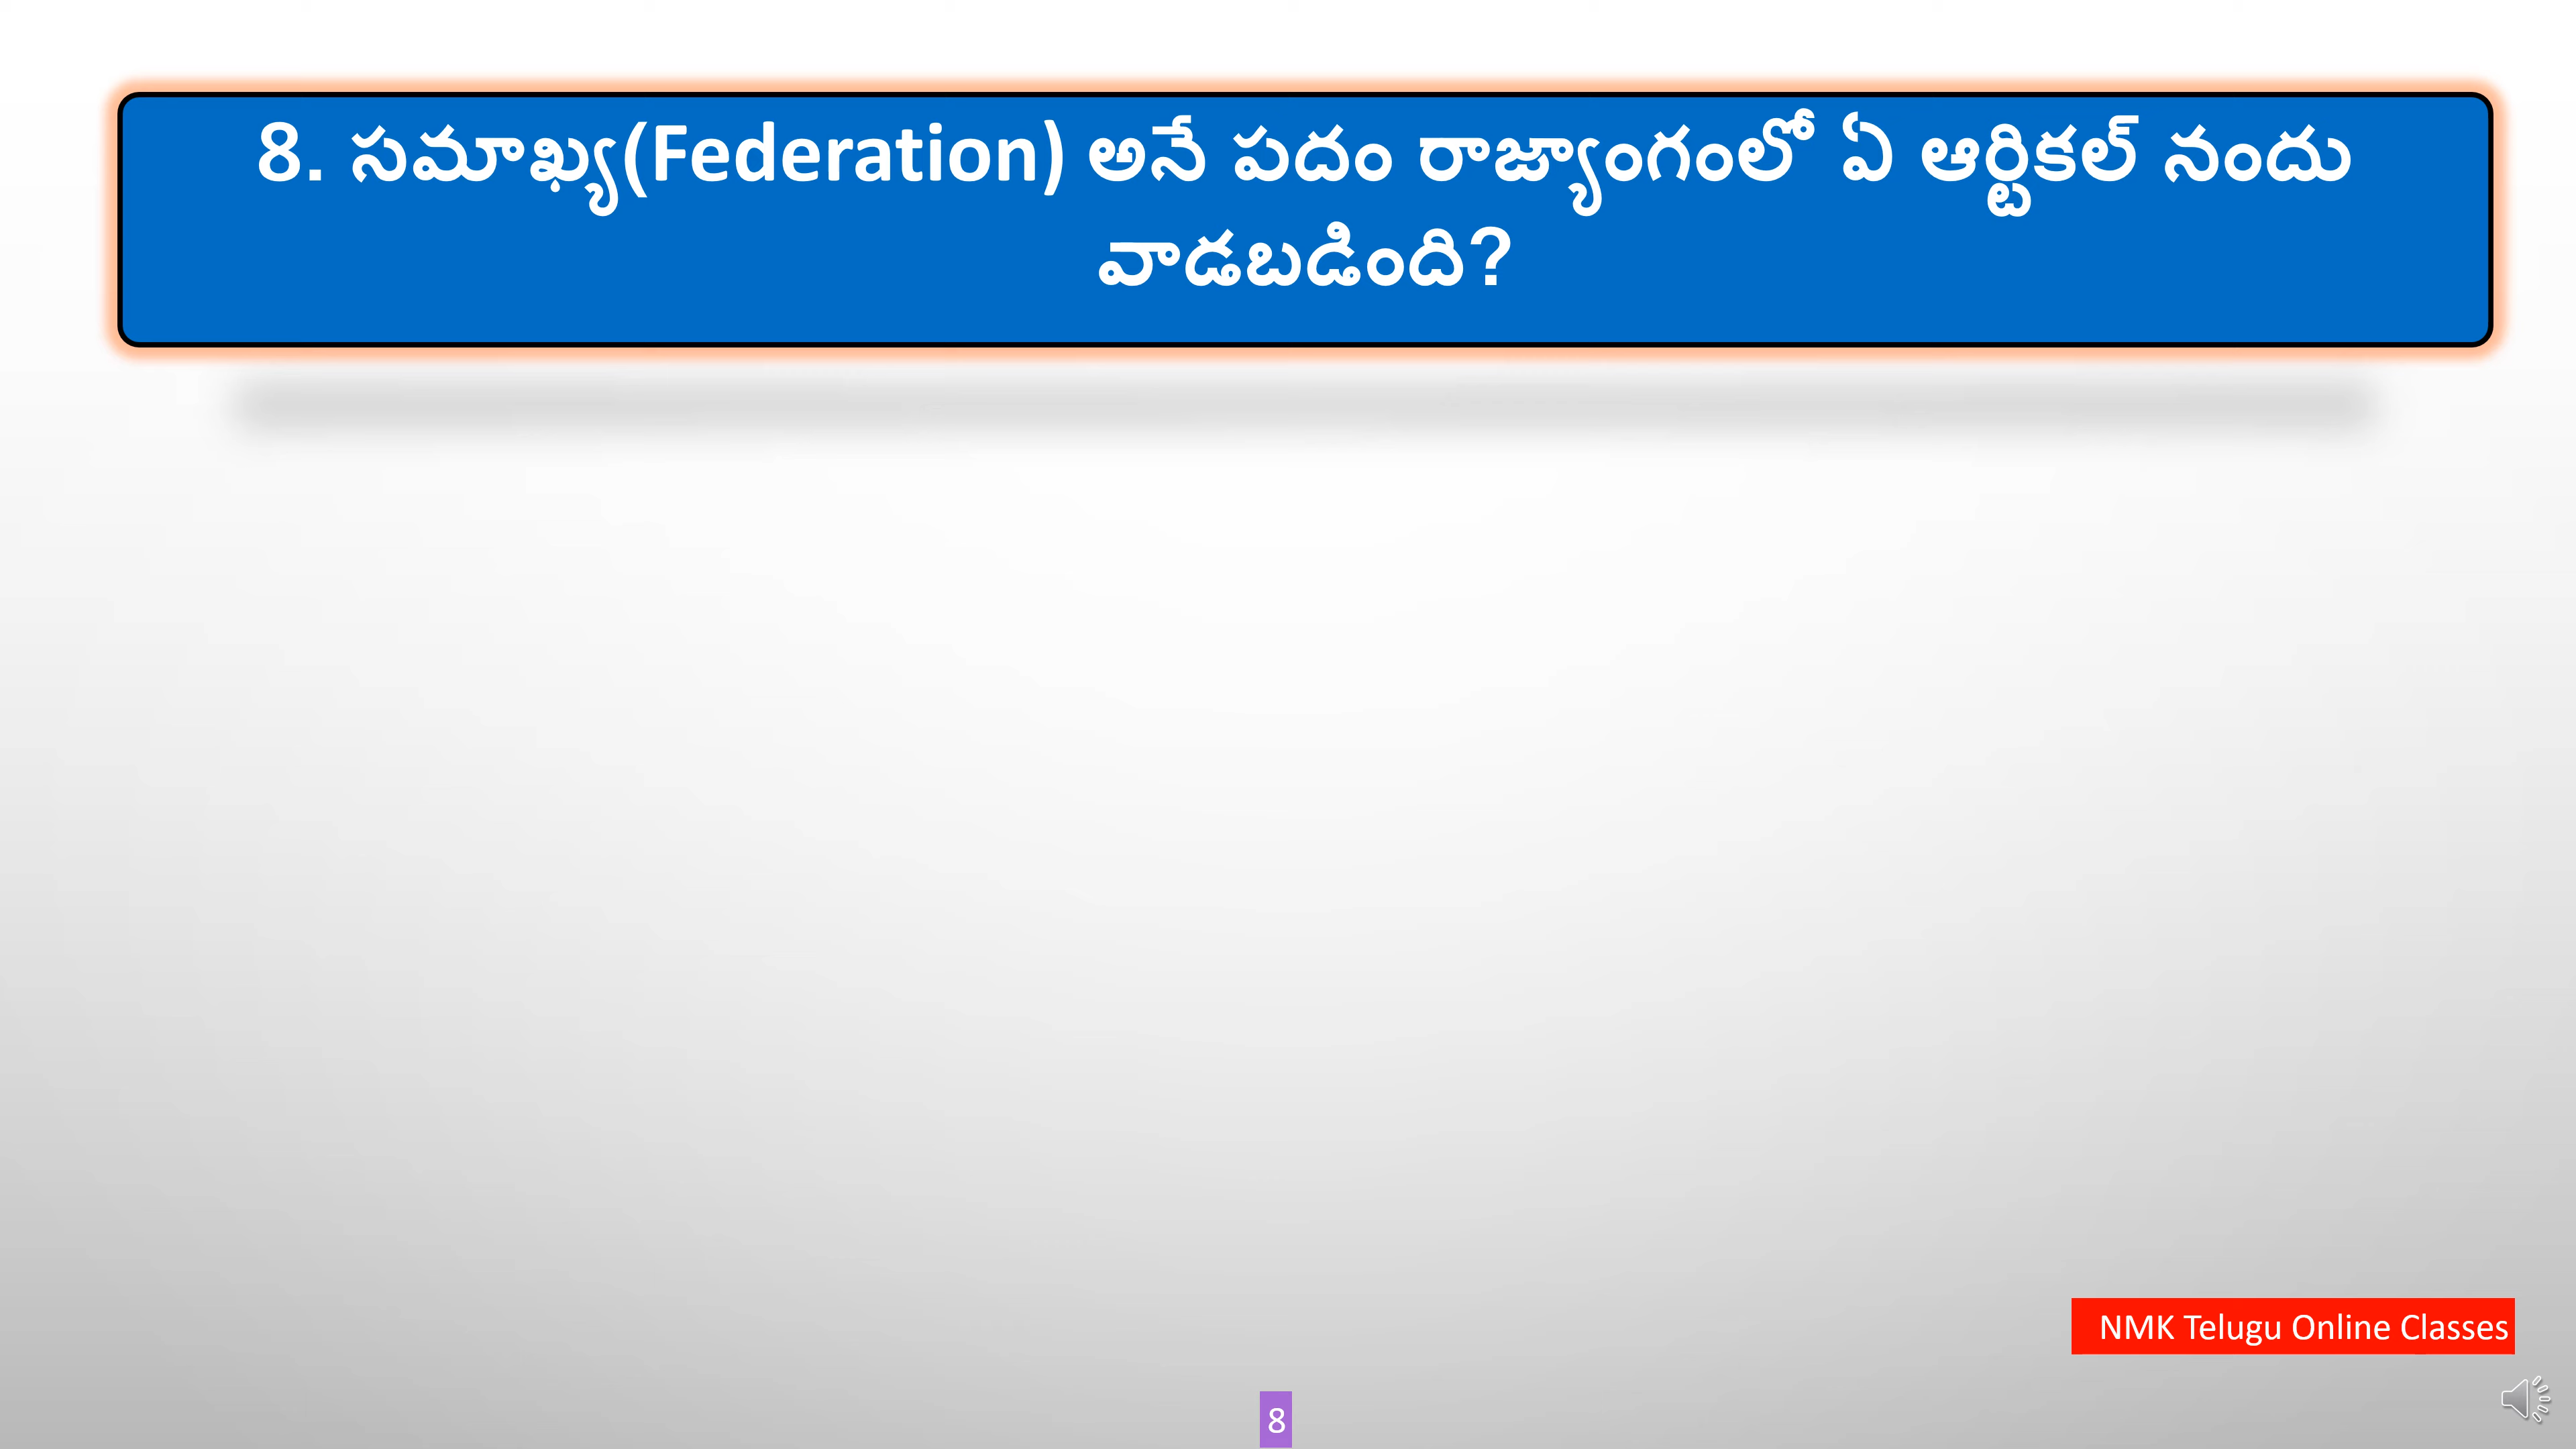 8. సమాఖ్య(Federation) అనే పదం రాజ్యాంగంలో ఏ ఆర్టికల్ నందు
వాడబడింది?
NMK Telugu Online Classes
8